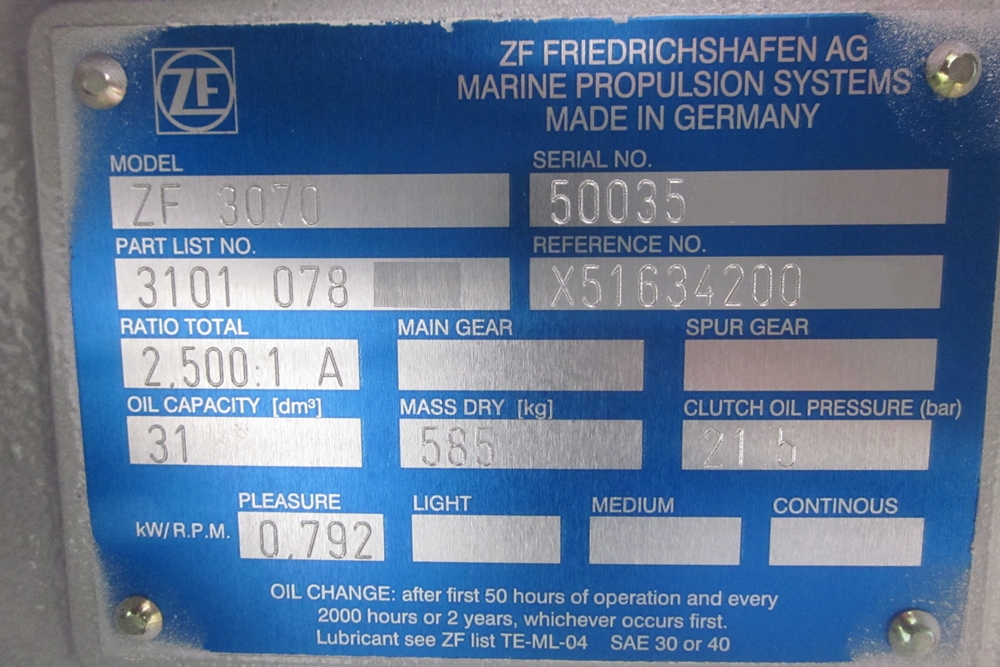 ZF
ZF FRIEDRICHSHAFEN AG
MARINE PROPULSION SYSTEMS
MADE IN GERMANY
MODEL SERIAL NO.
ZF 3070 50035
PART LIST NO. REFERENCE NO.
3101 078 X51634200
RATIO TOTAL MAIN GEAR SPUR GEAR
2,500:1 A
OIL CAPACITY [dm³] MASS DRY [kg] CLUTCH OIL PRESSURE (bar)
31 585 21.5
PLEASURE LIGHT MEDIUM CONTINOUS
kW/R.P.M. 0,792
OIL CHANGE: after first 50 hours of operation and every
2000 hours or 2 years, whichever occurs first.
Lubricant see ZF list TE-ML-04 SAE 30 or 40